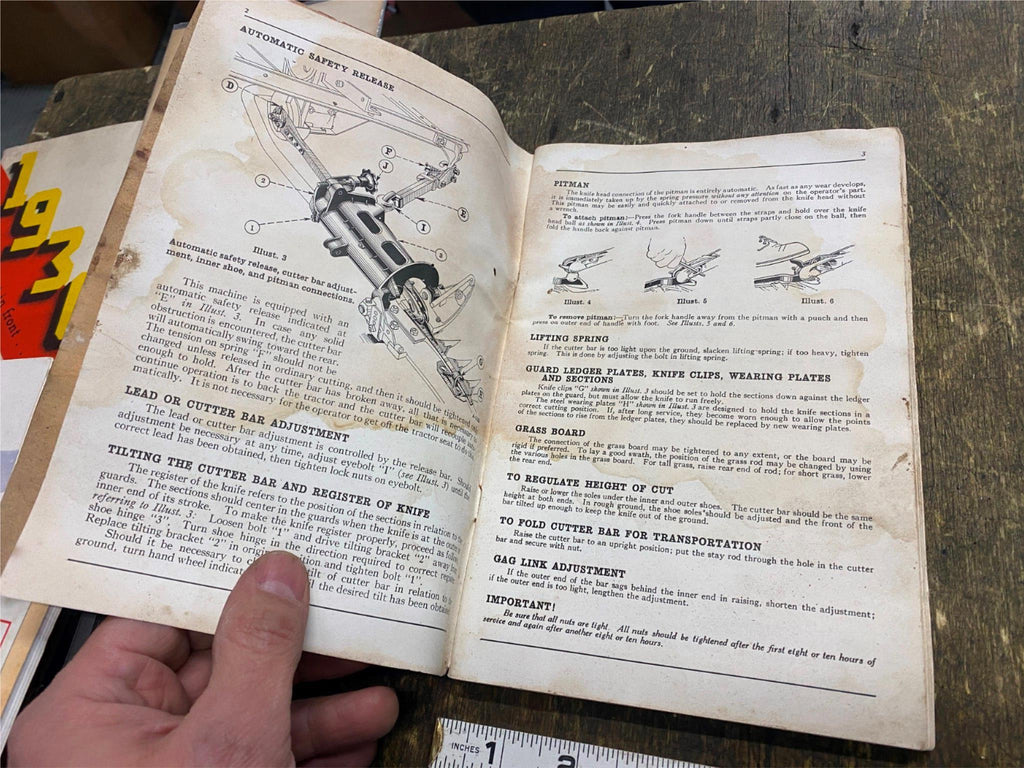 2
AUTOMATIC SAFETY RELEASE
D
F
J
2
E
1
I
3
Illust. 3
Automatic safety release, cutter bar adjust-
ment, inner shoe, and pitman connections.
This machine is equipped with an
automatic safety release indicated at
"E" in Illust. 3. In case any solid
obstruction is encountered, the cutter bar
will automatically swing toward the rear.
The tension on spring "F" should not be
changed unless released in ordinary cutting, and then it should be tightened
enough to hold. After the cutter bar has broken away, all that is necessary to
continue operation is to back the tractor and the cutter bar will
matically. It is not necessary for the operator to get off the tractor seat to do
LEAD OR CUTTER BAR ADJUSTMENT
The lead or cutter bar adjustment is controlled by the release bar. Should
adjustment be necessary at any time, adjust eyebolt "I" (see Illust. 3) until the
correct lead has been obtained, then tighten lock nuts on eyebolt.
TILTING THE CUTTER BAR AND REGISTER OF KNIFE
The register of the knife refers to the position of the sections in relation to the
guards. The sections should center in the guards when the knife is at the outer
inner end of its stroke. To make the knife register properly, proceed as
referring to Illust. 3: Loosen bolt "1" and drive tilting bracket "2" away
shoe hinge "3". Turn shoe hinge in the direction required to correct
Replace tilting bracket "2" in position and tighten bolt "1".
Should it be necessary to tilt of cutter bar in relation to
ground, turn hand wheel the desired tilt has been
3
PITMAN
The knife head connection of the pitman is entirely automatic. As fast as any wear develops,
it is immediately taken up by the spring pressure without any attention on the operator's part.
This pitman may be easily and quickly attached to or removed from the knife head without
a wrench.
To attach pitman:—Press the fork handle between the straps and hold over the knife
head ball as shown in Illust. 4. Press pitman down until straps partly close on the ball, then
fold the handle back against pitman.
Illust. 4 Illust. 5 Illust. 6
To remove pitman:—Turn the fork handle away from the pitman with a punch and then
press on outer end of handle with foot. See Illusts. 5 and 6.
LIFTING SPRING
If the cutter bar is too light upon the ground, slacken lifting spring; if too heavy, tighten
spring. This is done by adjusting the bolt in lifting spring.
GUARD LEDGER PLATES, KNIFE CLIPS, WEARING PLATES
AND SECTIONS
Knife clips "G" shown in Illust. 3 should be set to hold the sections down against the ledger
plates on the guard, but must allow the knife to run freely.
The steel wearing plates "H" shown in Illust. 3 are designed to hold the knife sections in a
correct cutting position. If, after long service, they become worn enough to allow the points
of the sections to rise from the ledger plates, they should be replaced by new wearing plates.
GRASS BOARD
The connection of the grass board may be tightened to any extent, or the board may be
rigid if preferred. To lay a good swath, the position of the grass rod may be changed by using
the various holes in the grass board. For tall grass, raise rear end of rod; for short grass, lower
the rear end.
TO REGULATE HEIGHT OF CUT
Raise or lower the soles under the inner and outer shoes. The cutter bar should be the same
height at both ends. In rough ground, the shoe soles should be adjusted and the front of the
bar tilted up enough to keep the knife out of the ground.
TO FOLD CUTTER BAR FOR TRANSPORTATION
Raise the cutter bar to an upright position; put the stay rod through the hole in the cutter
bar and secure with nut.
GAG LINK ADJUSTMENT
If the outer end of the bar sags behind the inner end in raising, shorten the adjustment;
if the outer end is too light, lengthen the adjustment.
IMPORTANT!
Be sure that all nuts are tight. All nuts should be tightened after the first eight or ten hours of
service and again after another eight or ten hours.
193
in front
INCHES 1 2